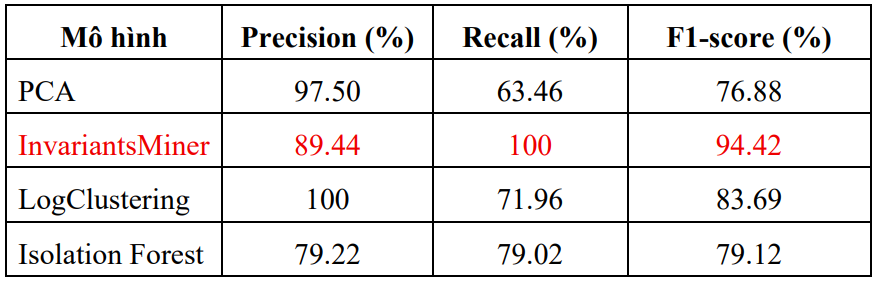 Mô hình Precision (%) Recall (%) F1-score (%)
PCA 97.50 63.46 76.88
InvariantsMiner 89.44 100 94.42
LogClustering 100 71.96 83.69
Isolation Forest 79.22 79.02 79.12